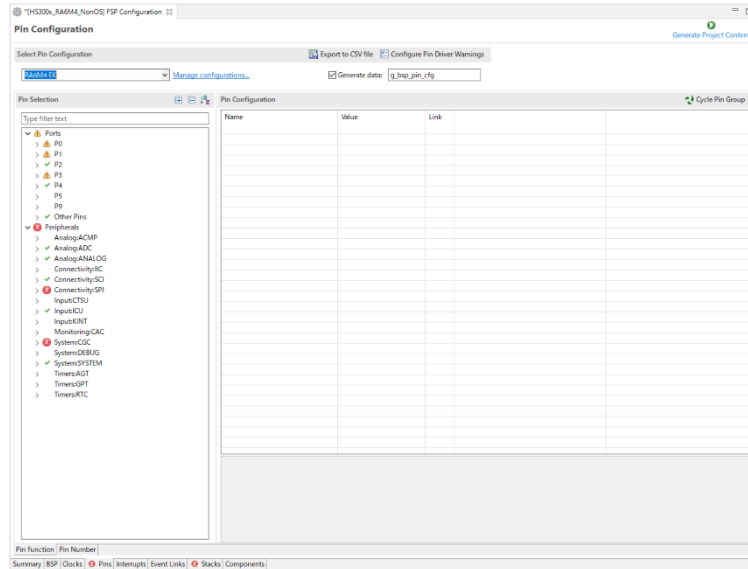 *[HS300x_RA6M4_NonOS] FSP Configuration
Pin Configuration
Generate Project Content
Select Pin Configuration
Export to CSV file
Configure Pin Driver Warnings
RA6M4 EK
Manage configurations...
Generate data:
g_bsp_pin_cfg
Pin Selection
Pin Configuration
Cycle Pin Group
Type filter text
Name Value Link
Ports
P0
P1
P2
P3
P4
P5
P9
Other Pins
Peripherals
Analog:ACMP
Analog:ADC
Analog:ANALOG
Connectivity:IIC
Connectivity:SCI
Connectivity:SPI
Input:CTSU
Input:ICU
Input:KINT
Monitoring:CAC
System:CGC
System:DEBUG
System:SYSTEM
Timers:AGT
Timers:GPT
Timers:RTC
Pin Function Pin Number
Summary BSP Clocks Pins Interrupts Event Links Stacks Components